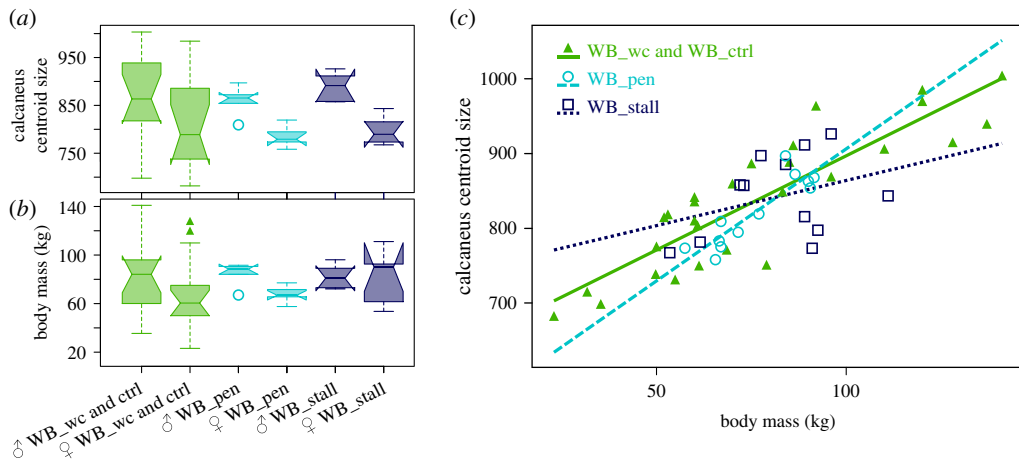 (a)
calcaneus
centroid size
950
850
750
(b)
body mass (kg)
140
100
60
20
♂ WB_wc and ctrl
♀ WB_wc and ctrl
♂ WB_pen
♀ WB_pen
♂ WB_stall
♀ WB_stall
(c)
WB_wc and WB_ctrl
WB_pen
WB_stall
calcaneus centroid size
1000
900
800
700
50
100
body mass (kg)